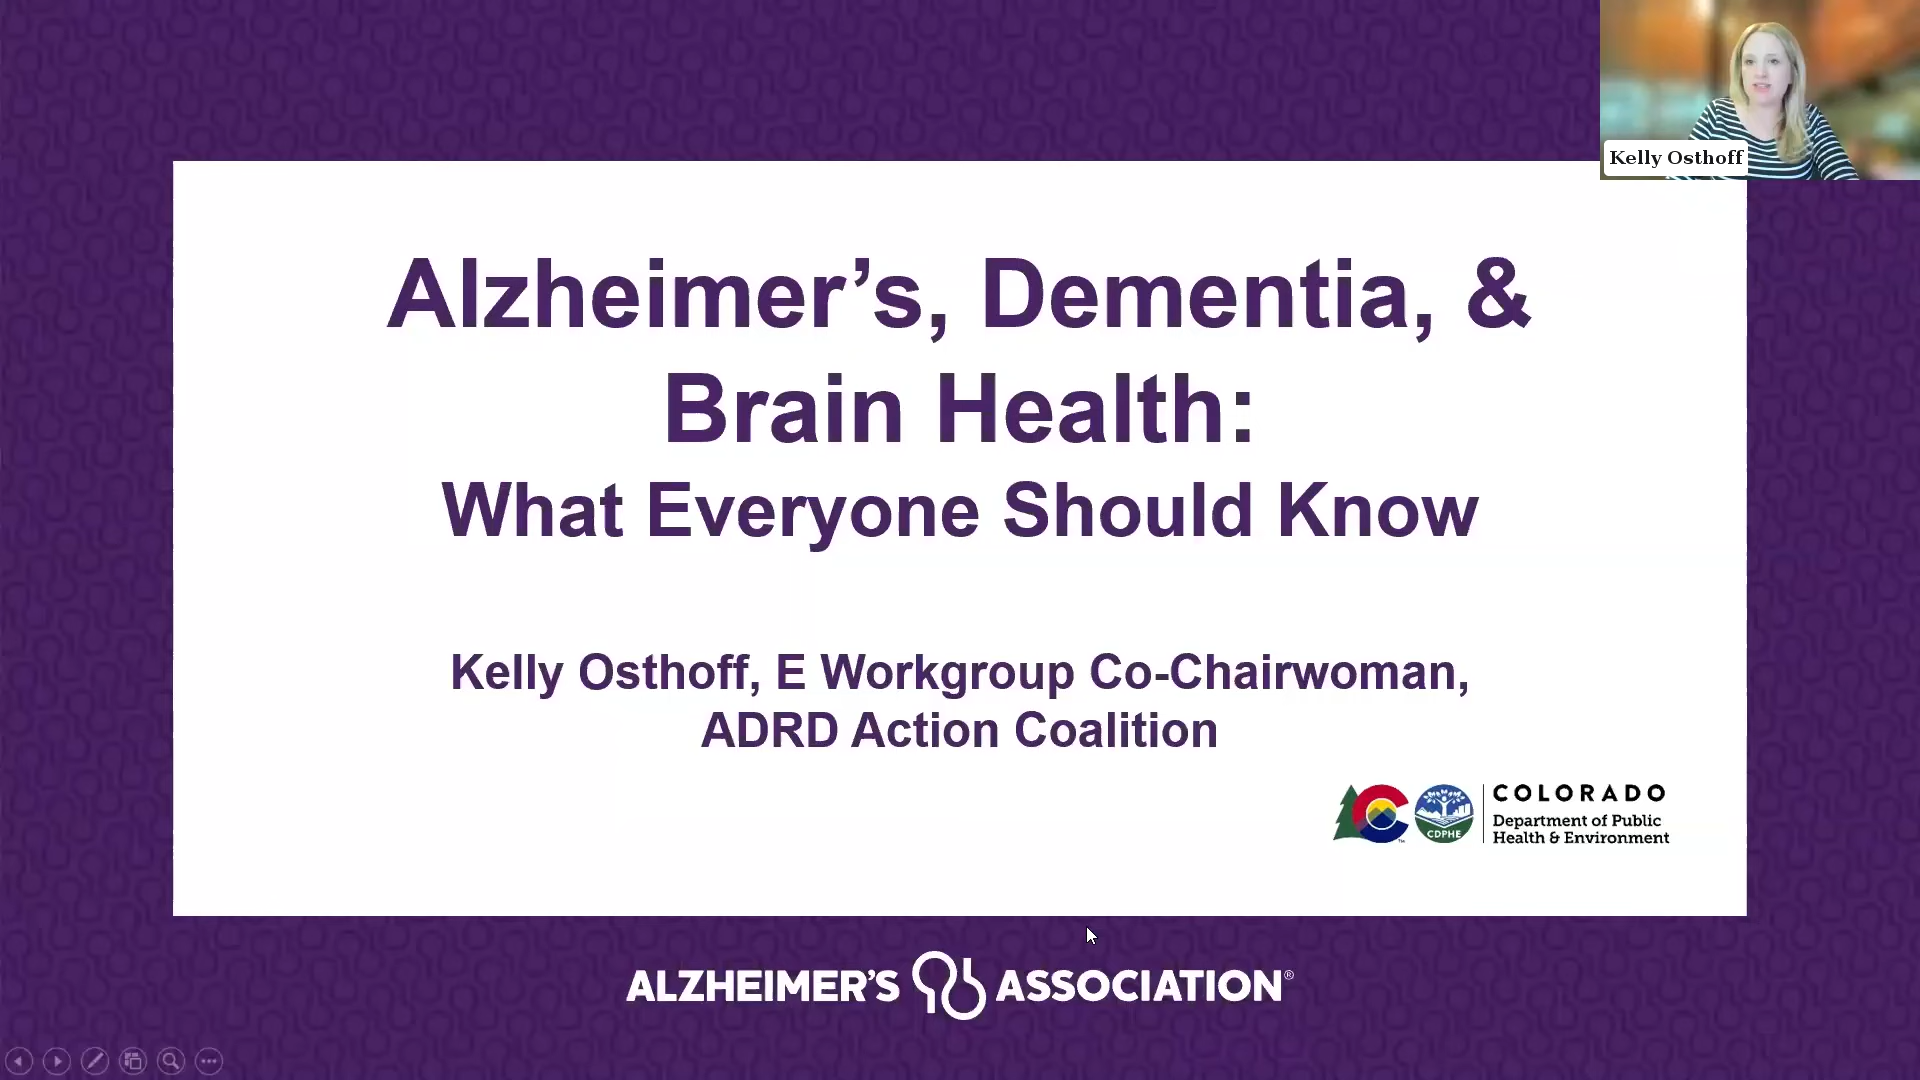 Kelly Osthoff
Alzheimer’s, Dementia, &
Brain Health:
What Everyone Should Know
Kelly Osthoff, E Workgroup Co-Chairwoman,
ADRD Action Coalition
CDPHE
COLORADO
Department of Public
Health & Environment
ALZHEIMER'S ASSOCIATION®